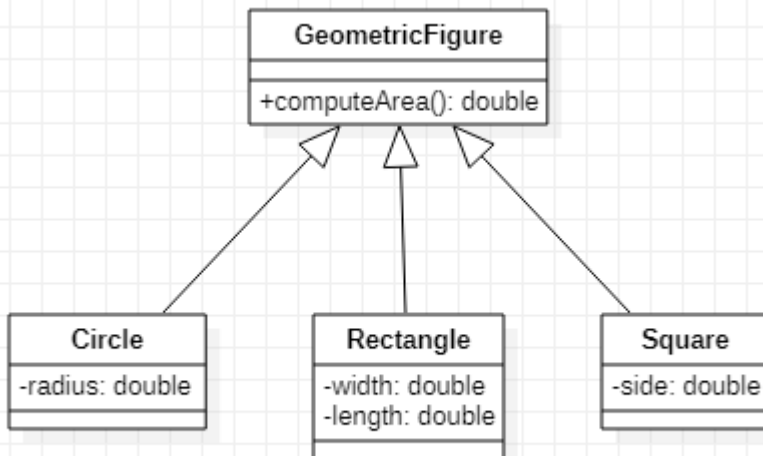 GeometricFigure
+computeArea(): double
Circle
-radius: double
Rectangle
-width: double
-length: double
Square
-side: double